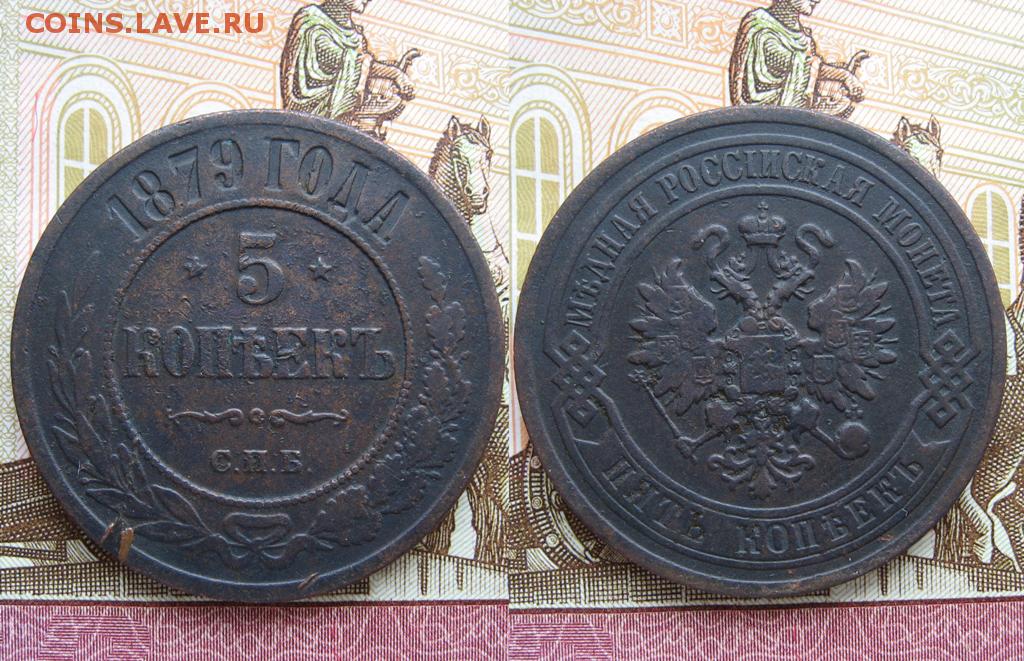 COINS.LAVE.RU
1879 ГОДА
5
КОПѢЕКЪ
С.П.Б.
МѢДНАЯ РОССІЙСКАЯ МОНЕТА
ПЯТЬ КОПѢЕКЪ